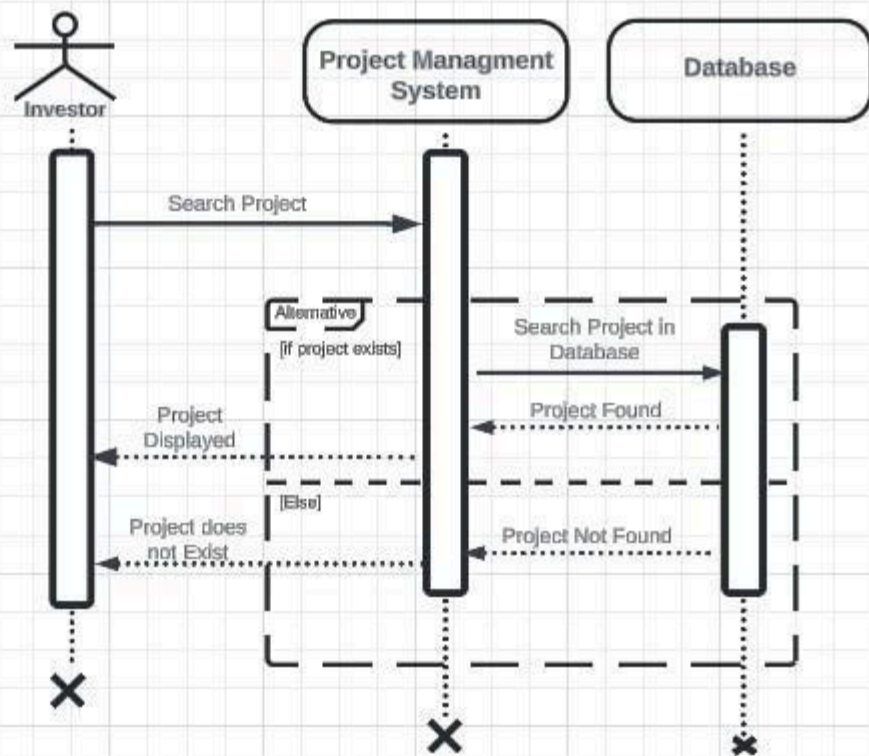 Investor
Project Managment
System
Database
Search Project
Alternative
[if project exists]
Search Project in
Database
Project Found
Project
Displayed
[Else]
Project does
not Exist
Project Not Found